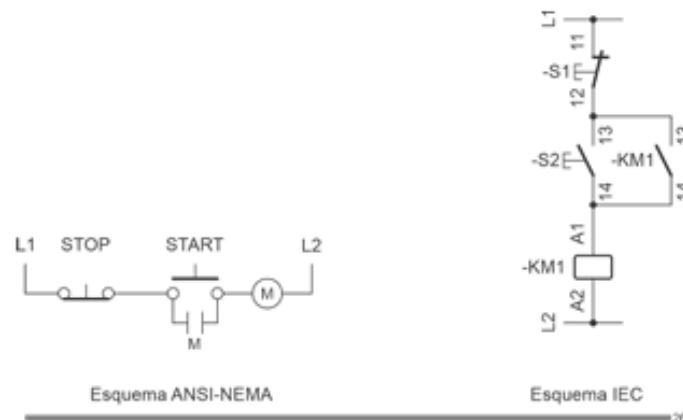 L1 STOP START L2
M
M
Esquema ANSI-NEMA
L1
11
-S1
12
13 13
-S2 -KM1
14 14
A1
-KM1
A2
L2
Esquema IEC